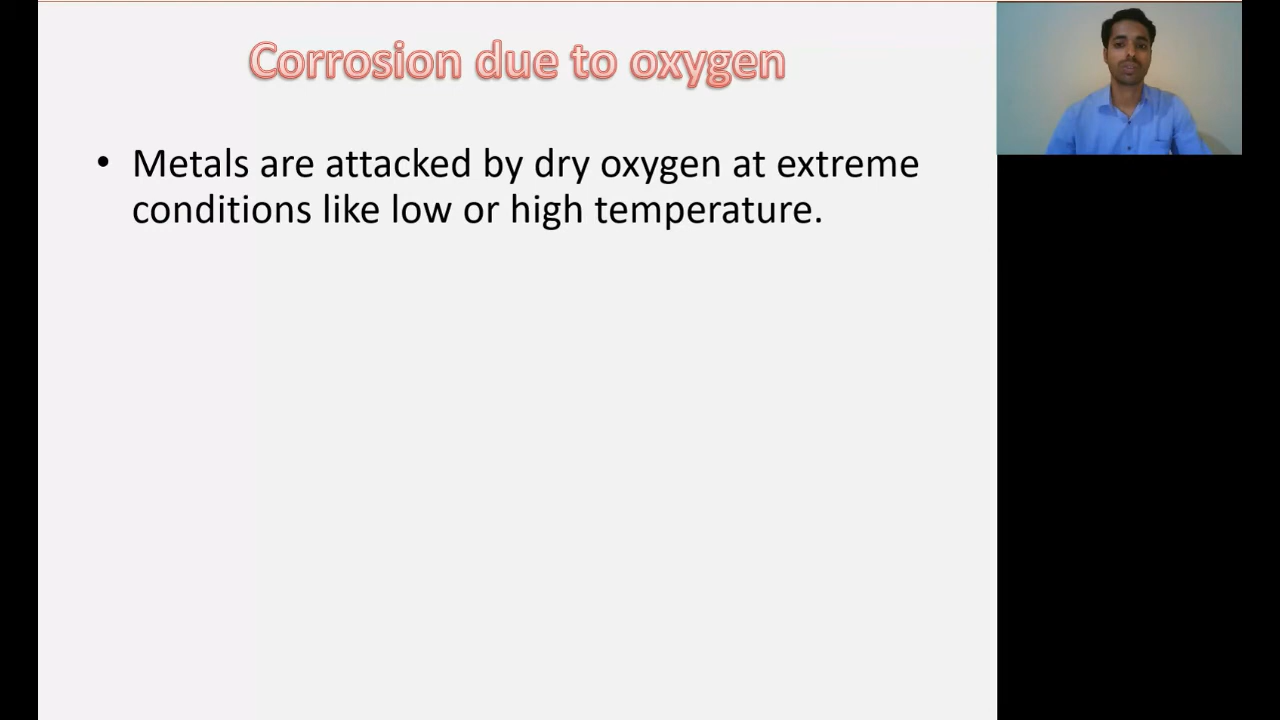 Corrosion due to oxygen
• Metals are attacked by dry oxygen at extreme
conditions like low or high temperature.